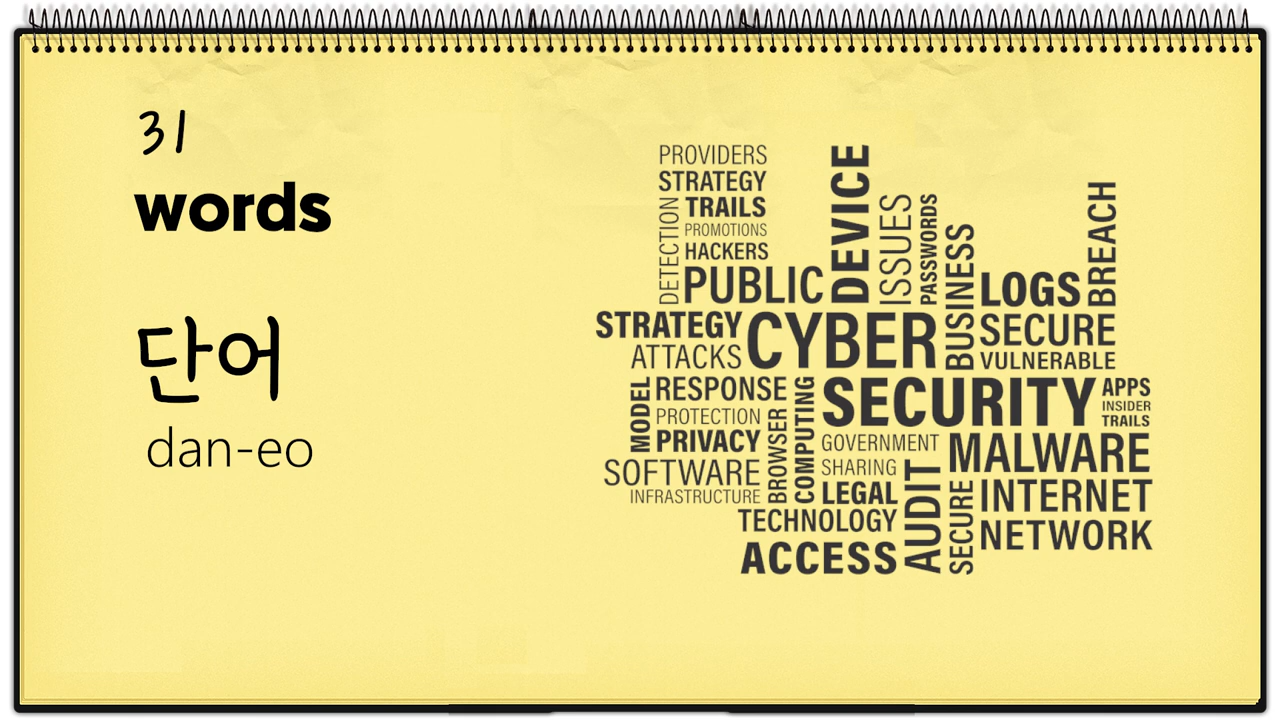 31
words
단어
dan-eo
PROVIDERS
STRATEGY
TRAILS
DETECTION
PROMOTIONS
HACKERS
PUBLIC
DEVICE
ISSUES
PASSWORDS
BUSINESS
LOGS
BREACH
STRATEGY
CYBER
SECURE
ATTACKS
VULNERABLE
MODEL
RESPONSE
COMPUTING
SECURITY
APPS
INSIDER
TRAILS
PROTECTION
BROWSER
PRIVACY
GOVERNMENT
MALWARE
SOFTWARE
SHARING
AUDIT
INFRASTRUCTURE
LEGAL
SECURE
INTERNET
TECHNOLOGY
NETWORK
ACCESS